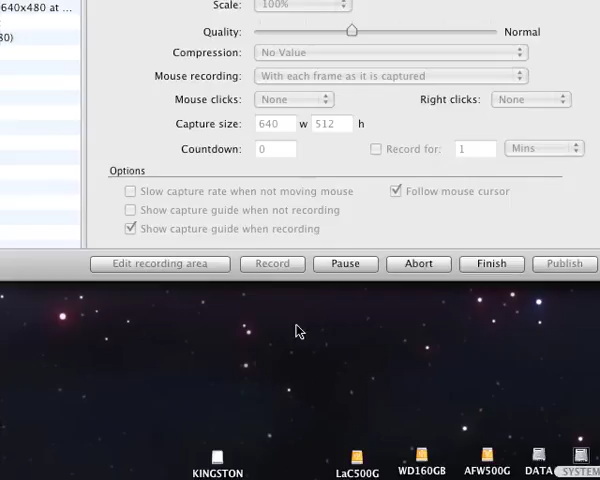 Scale: 100%
640x480 at ...
Quality: Normal
80)
Compression: No Value
Mouse recording: With each frame as it is captured
Mouse clicks: None Right clicks: None
Capture size: 640 w 512 h
Countdown: 0 Record for: 1 Mins
Options
Slow capture rate when not moving mouse Follow mouse cursor
Show capture guide when not recording
Show capture guide when recording
Edit recording area Record Pause Abort Finish Publish
KINGSTON LaC500G WD160GB AFW500G DATA SYSTEM